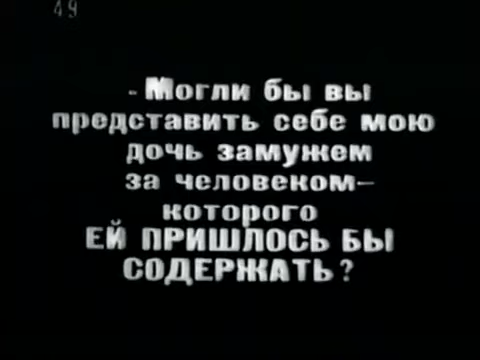 49
- Могли бы вы
представить себе мою
дочь замужем
за человеком—
которого
ЕЙ ПРИШЛОСЬ БЫ
СОДЕРЖАТЬ?